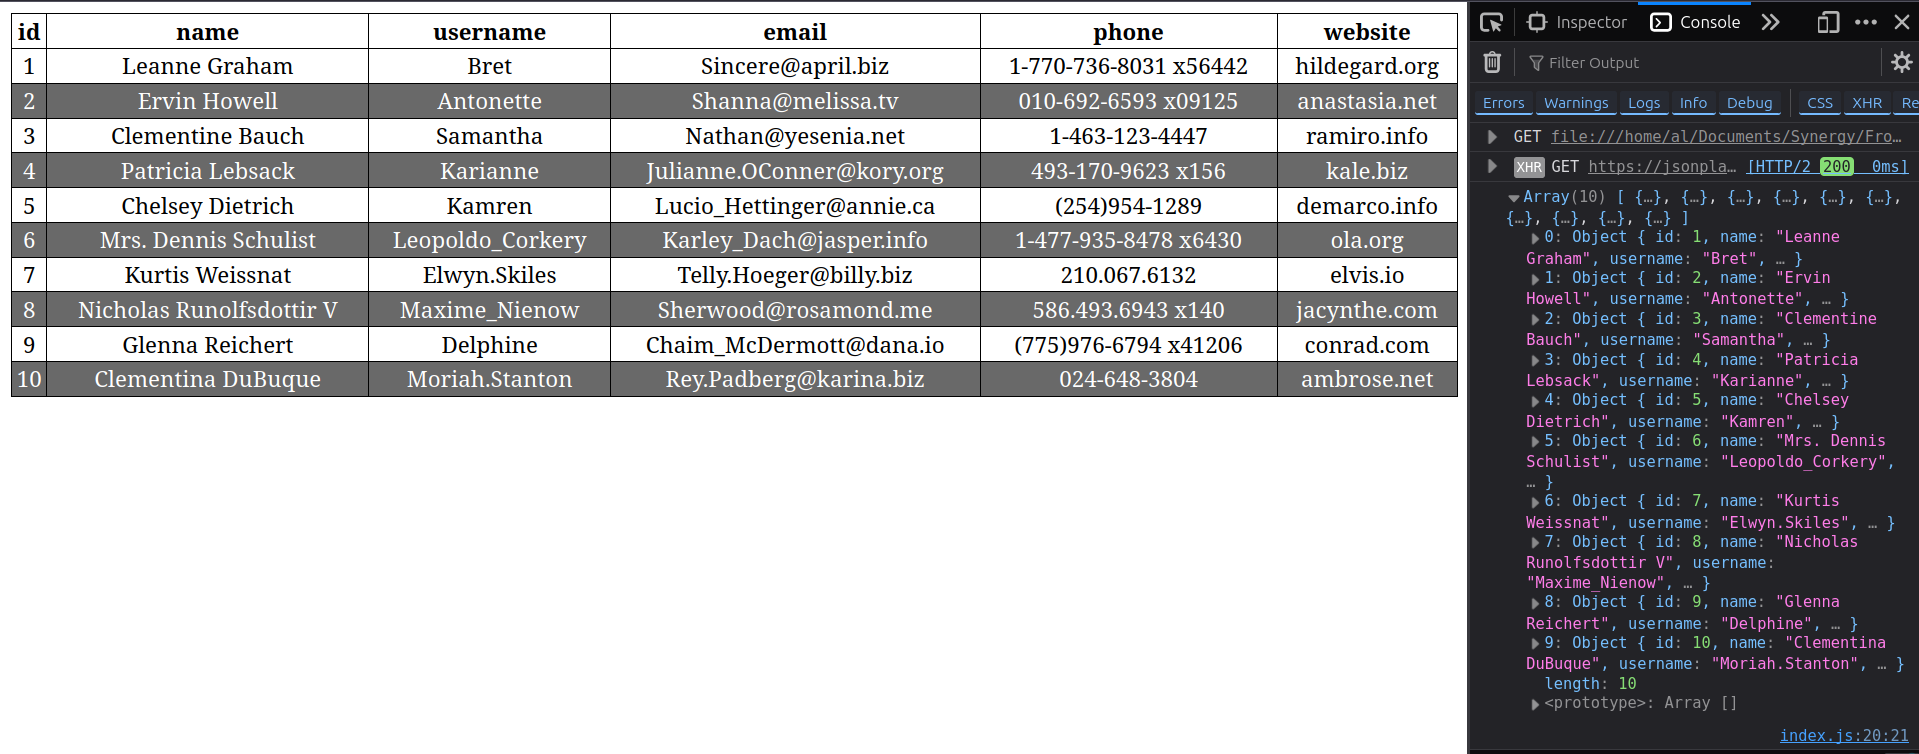 id name username email phone website
1 Leanne Graham Bret Sincere@april.biz 1-770-736-8031 x56442 hildegard.org
2 Ervin Howell Antonette Shanna@melissa.tv 010-692-6593 x09125 anastasia.net
3 Clementine Bauch Samantha Nathan@yesenia.net 1-463-123-4447 ramiro.info
4 Patricia Lebsack Karianne Julianne.OConner@kory.org 493-170-9623 x156 kale.biz
5 Chelsey Dietrich Kamren Lucio_Hettinger@annie.ca (254)954-1289 demarco.info
6 Mrs. Dennis Schulist Leopoldo_Corkery Karley_Dach@jasper.info 1-477-935-8478 x6430 ola.org
7 Kurtis Weissnat Elwyn.Skiles Telly.Hoeger@billy.biz 210.067.6132 elvis.io
8 Nicholas Runolfsdottir V Maxime_Nienow Sherwood@rosamond.me 586.493.6943 x140 jacynthe.com
9 Glenna Reichert Delphine Chaim_McDermott@dana.io (775)976-6794 x41206 conrad.com
10 Clementina DuBuque Moriah.Stanton Rey.Padberg@karina.biz 024-648-3804 ambrose.net
Inspector Console
Filter Output
Errors Warnings Logs Info Debug CSS XHR Re
GET file:///home/al/Documents/Synergy/Fro…
XHR GET https://jsonpla… [HTTP/2 200 0ms]
Array(10) [ {…}, {…}, {…}, {…}, {…}, {…},
{…}, {…}, {…}, {…} ]
0: Object { id: 1, name: "Leanne
Graham", username: "Bret", … }
1: Object { id: 2, name: "Ervin
Howell", username: "Antonette", … }
2: Object { id: 3, name: "Clementine
Bauch", username: "Samantha", … }
3: Object { id: 4, name: "Patricia
Lebsack", username: "Karianne", … }
4: Object { id: 5, name: "Chelsey
Dietrich", username: "Kamren", … }
5: Object { id: 6, name: "Mrs. Dennis
Schulist", username: "Leopoldo_Corkery",
… }
6: Object { id: 7, name: "Kurtis
Weissnat", username: "Elwyn.Skiles", … }
7: Object { id: 8, name: "Nicholas
Runolfsdottir V", username:
"Maxime_Nienow", … }
8: Object { id: 9, name: "Glenna
Reichert", username: "Delphine", … }
9: Object { id: 10, name: "Clementina
DuBuque", username: "Moriah.Stanton", … }
length: 10
<prototype>: Array []
index.js:20:21